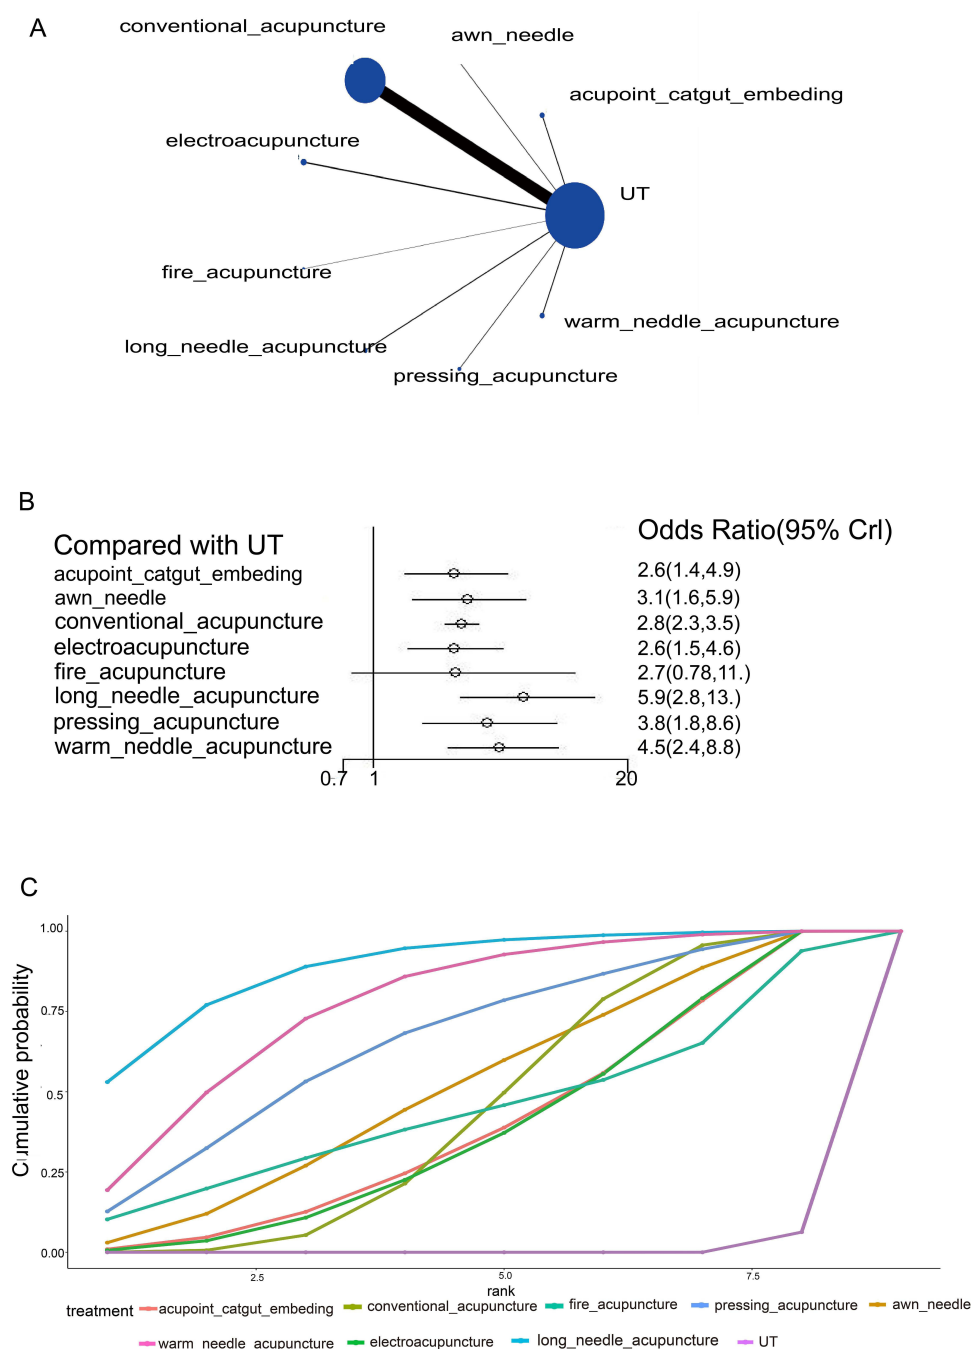 A
conventional_acupuncture
awn_needle
acupoint_catgut_embeding
electroacupuncture
UT
fire_acupuncture
warm_neddle_acupuncture
long_needle_acupuncture
pressing_acupuncture
B
Compared with UT
Odds Ratio(95% Crl)
acupoint_catgut_embeding 2.6(1.4,4.9)
awn_needle 3.1(1.6,5.9)
conventional_acupuncture 2.8(2.3,3.5)
electroacupuncture 2.6(1.5,4.6)
fire_acupuncture 2.7(0.78,11.)
long_needle_acupuncture 5.9(2.8,13.)
pressing_acupuncture 3.8(1.8,8.6)
warm_neddle_acupuncture 4.5(2.4,8.8)
0.7 1 20
C
Cumulative probability
1.00
0.75
0.5
0.25
0.00
2.5 5.0 7.5
rank
treatment acupoint_catgut_embeding conventional_acupuncture fire_acupuncture pressing_acupuncture awn_needle
warm_needle_acupuncture electroacupuncture long_needle_acupuncture UT